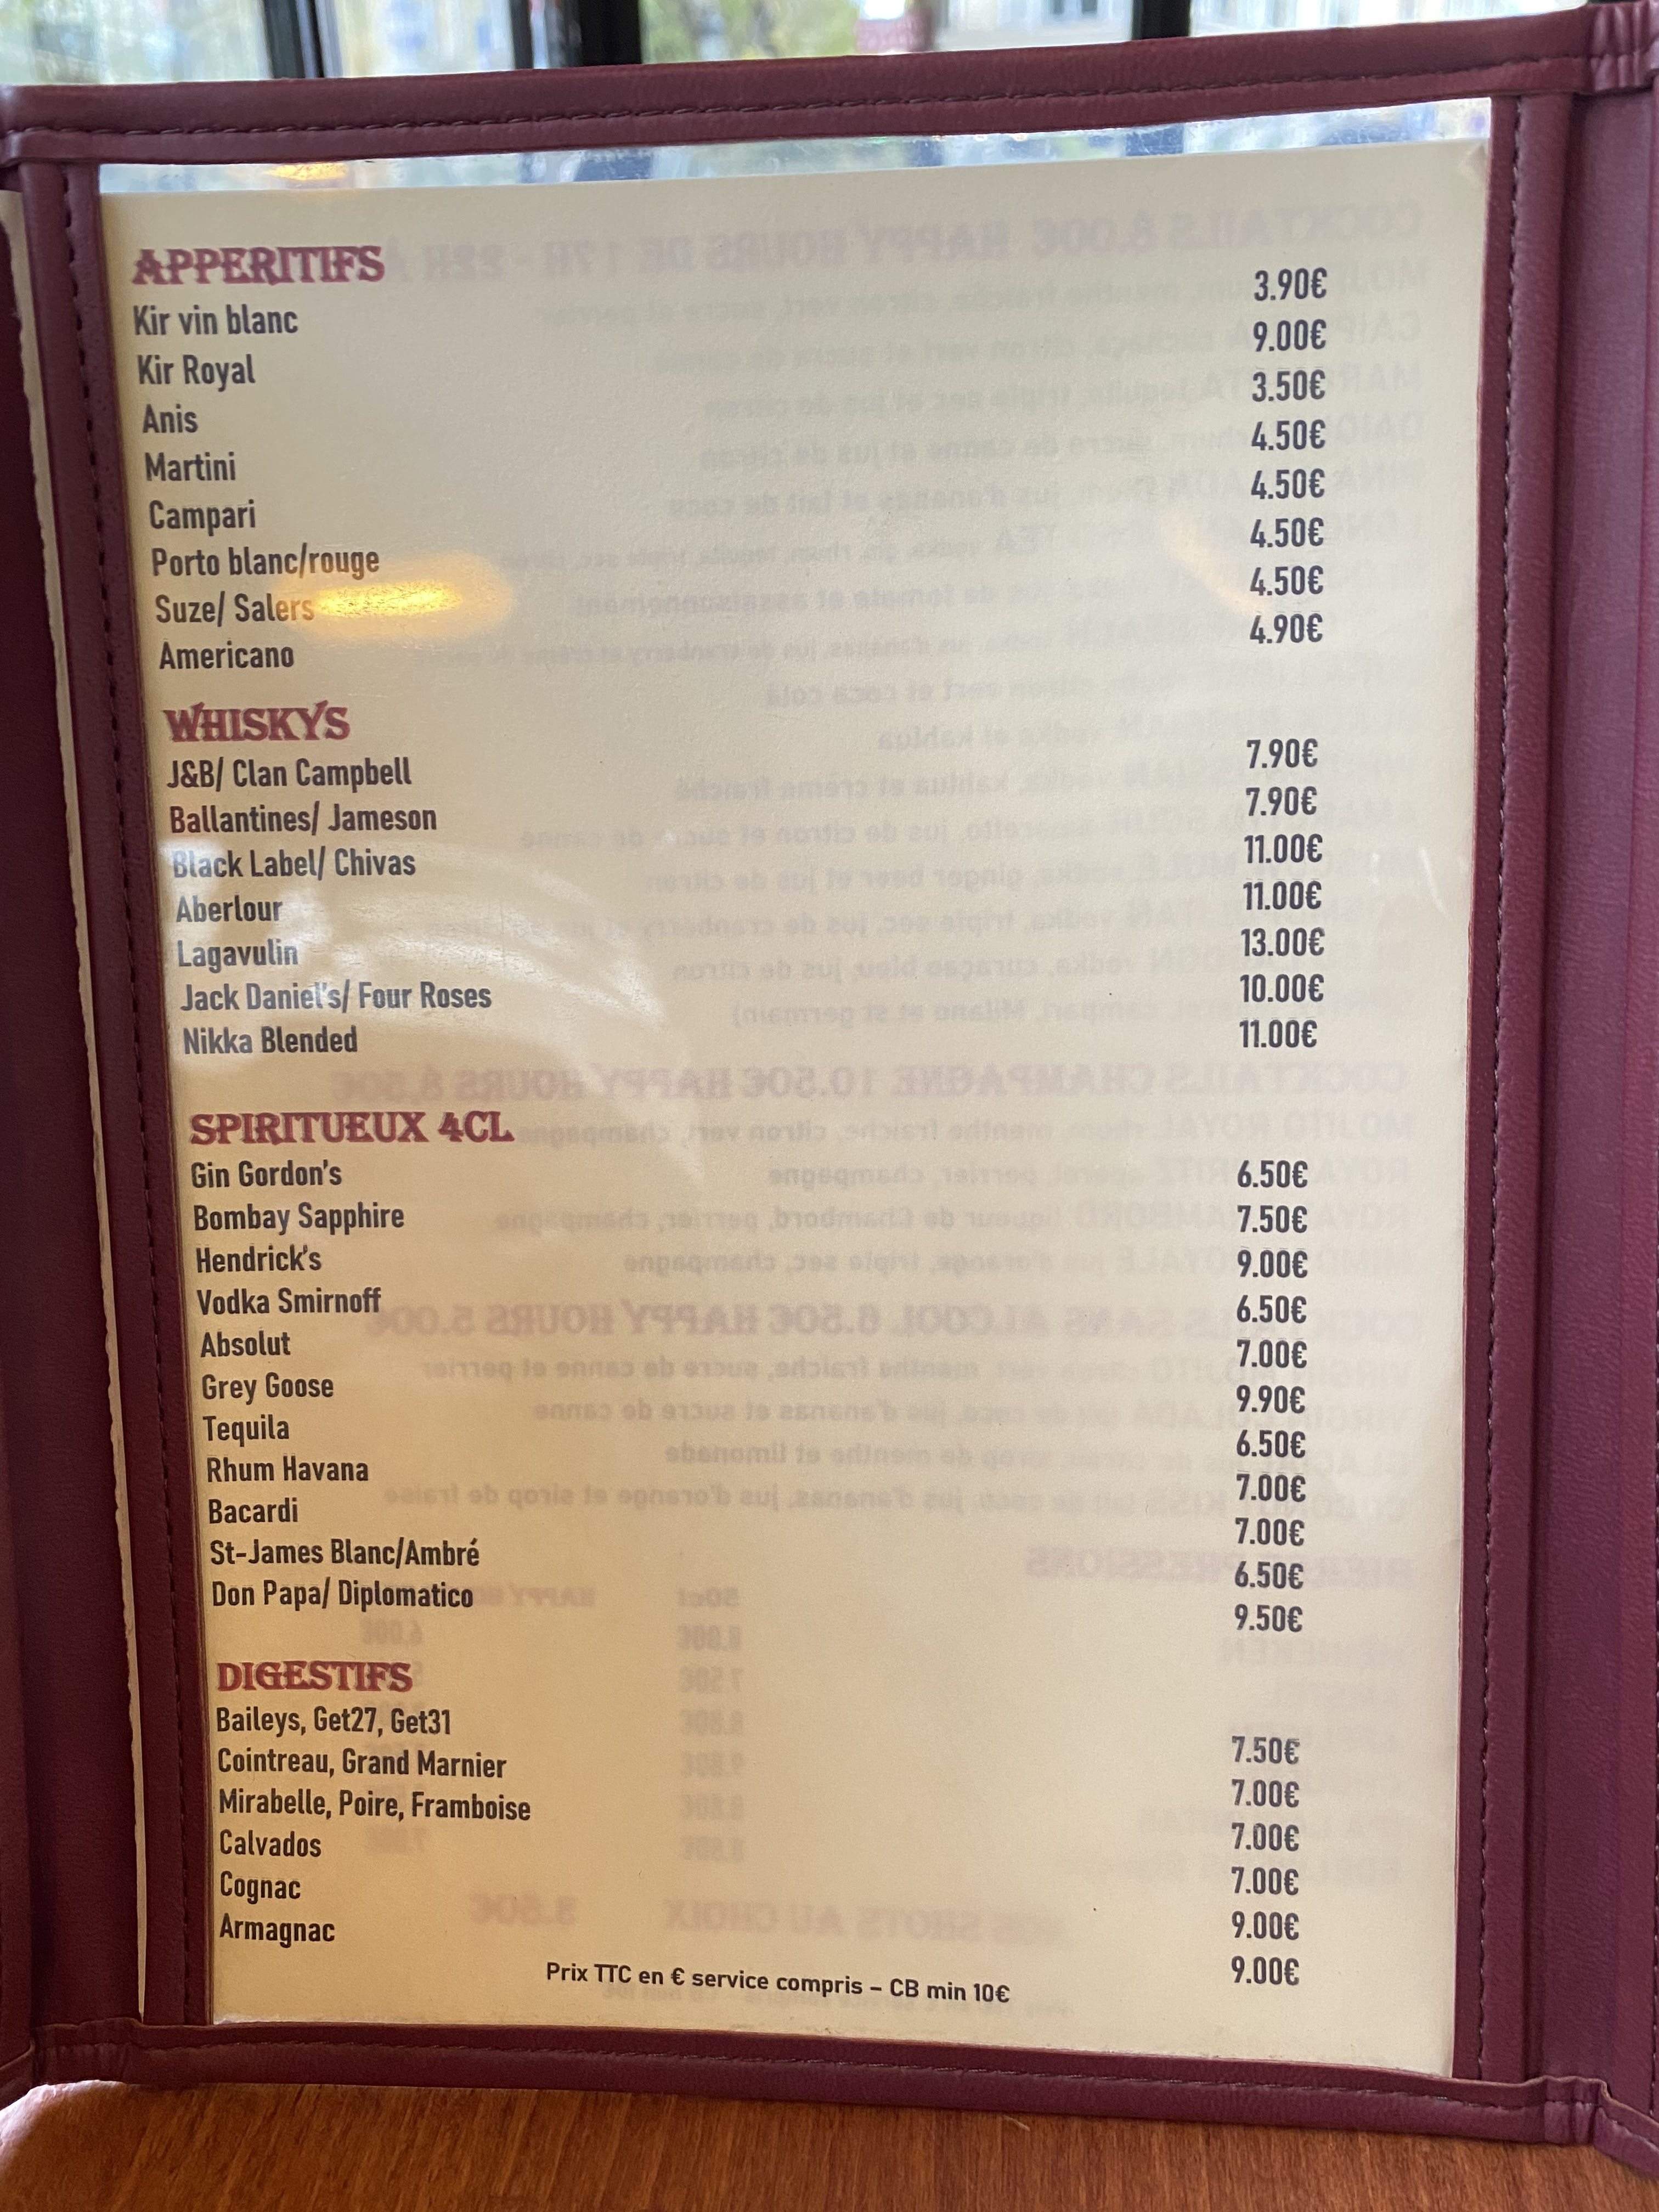 APPERITIFS
Kir vin blanc 3.90€
Kir Royal 9.00€
Anis 3.50€
Martini 4.50€
Campari 4.50€
Porto blanc/rouge 4.50€
Suze/ Salers 4.50€
Americano 4.90€
WHISKYS
J&B/ Clan Campbell 7.90€
Ballantines/ Jameson 7.90€
Black Label/ Chivas 11.00€
Aberlour 11.00€
Lagavulin 13.00€
Jack Daniel's/ Four Roses 10.00€
Nikka Blended 11.00€
SPIRITUEUX 4CL
Gin Gordon's 6.50€
Bombay Sapphire 7.50€
Hendrick's 9.00€
Vodka Smirnoff 6.50€
Absolut 7.00€
Grey Goose 9.90€
Tequila 6.50€
Rhum Havana 7.00€
Bacardi 7.00€
St-James Blanc/Ambré 6.50€
Don Papa/ Diplomatico 9.50€
DIGESTIFS
Baileys, Get27, Get31 7.50€
Cointreau, Grand Marnier 7.00€
Mirabelle, Poire, Framboise 7.00€
Calvados 7.00€
Cognac 9.00€
Armagnac 9.00€
Prix TTC en € service compris - CB min 10€